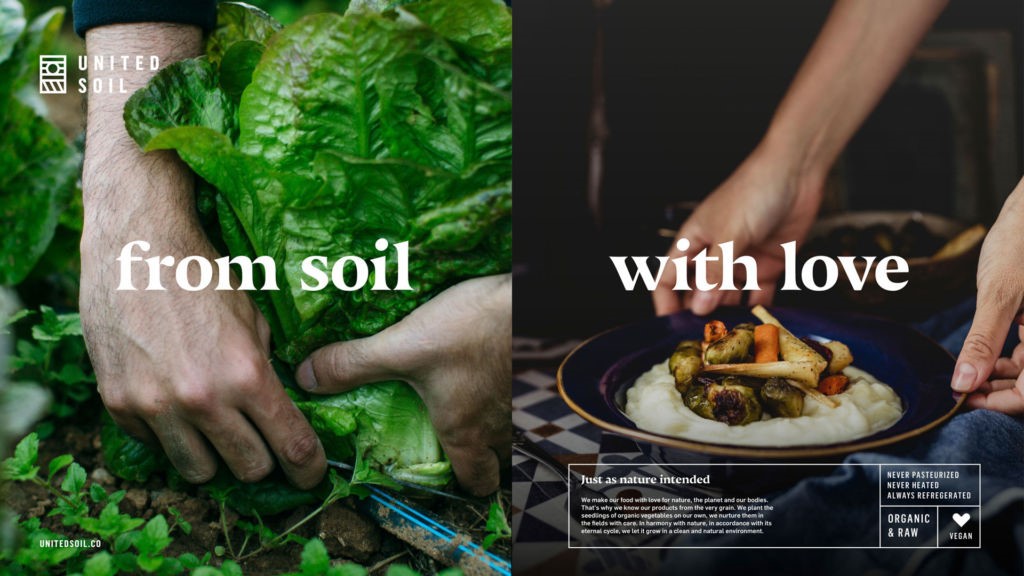 UNITED
SOIL
from soil
with love
Just as nature intended
We make our food with love for nature, the planet and our bodies.
That's why we know our products from the very grain. We plant the
seedlings of organic vegetables on our own, we nurture them in
the fields with care. In harmony with nature, in accordance with its
eternal cycle, we let it grow in a clean and natural environment.
NEVER PASTEURIZED
NEVER HEATED
ALWAYS REFREGERATED
ORGANIC
& RAW
VEGAN
UNITEDSOIL.CO